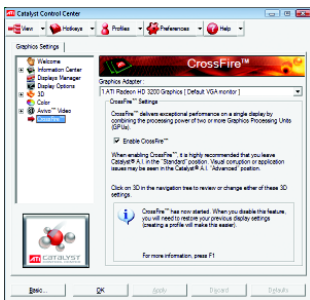 Catalyst Control Center
View
Hotkeys
Profiles
Preferences
Help
Graphics Settings
Welcome
Information Center
Displays Manager
Display Options
3D
Color
Avivo™ Video
CrossFire™
CrossFire™
Graphics Adapter:
1.ATI Radeon HD 3200 Graphics [ Default VGA monitor ]
CrossFire™ Settings
CrossFire™ delivers exceptional performance on a single display by
combining the processing power of two or more Graphics Processing Units
(GPUs).
Enable CrossFire™
When enabling CrossFire™, it is highly recommended that you leave
Catalyst® A.I. in the "Standard" position. Visual corruption or application
issues may be seen in the Catalyst® A.I. "Advanced" position.
Click on 3D in the navigation tree to review or change either of these 3D
settings.
CrossFire™ has now started. When you disable this feature,
you will need to restore your previous display settings
(creating a profile will make this easier).
For more information, press F1
ATI CATALYST
Basic...
OK
Apply
Discard
Defaults